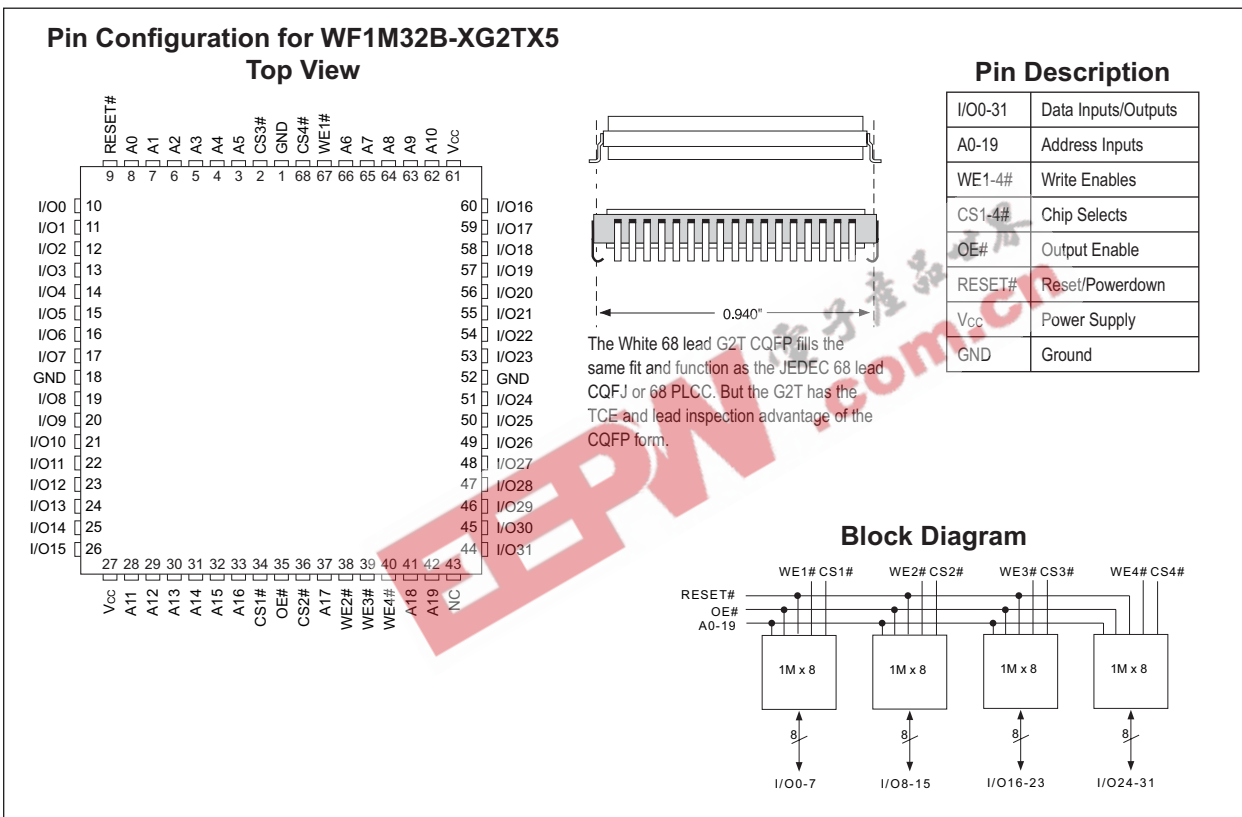 Pin Configuration for WF1M32B-XG2TX5
Top View
RESET# A0 A1 A2 A3 A4 A5 CS3# GND CS4# WE1# A6 A7 A8 A9 A10 Vcc
9 8 7 6 5 4 3 2 1 68 67 66 65 64 63 62 61
I/O0 10 60 I/O16
I/O1 11 59 I/O17
I/O2 12 58 I/O18
I/O3 13 57 I/O19
I/O4 14 56 I/O20
I/O5 15 55 I/O21
I/O6 16 54 I/O22
I/O7 17 53 I/O23
GND 18 52 GND
I/O8 19 51 I/O24
I/O9 20 50 I/O25
I/O10 21 49 I/O26
I/O11 22 48 I/O27
I/O12 23 47 I/O28
I/O13 24 46 I/O29
I/O14 25 45 I/O30
I/O15 26 44 I/O31
27 28 29 30 31 32 33 34 35 36 37 38 39 40 41 42 43
Vcc A11 A12 A13 A14 A15 A16 CS1# OE# CS2# A17 WE2# WE3# WE4# A18 A19 NC
0.940"
The White 68 lead G2T CQFP fills the
same fit and function as the JEDEC 68 lead
CQFJ or 68 PLCC. But the G2T has the
TCE and lead inspection advantage of the
CQFP form.
Pin Description
I/O0-31 Data Inputs/Outputs
A0-19 Address Inputs
WE1-4# Write Enables
CS1-4# Chip Selects
OE# Output Enable
RESET# Reset/Powerdown
Vcc Power Supply
GND Ground
EEPW .com.cn
電子產品世界
Block Diagram
WE1# CS1# WE2# CS2# WE3# CS3# WE4# CS4#
RESET#
OE#
A0-19
1M x 8 1M x 8 1M x 8 1M x 8
8 8 8 8
I/O0-7 I/O8-15 I/O16-23 I/O24-31